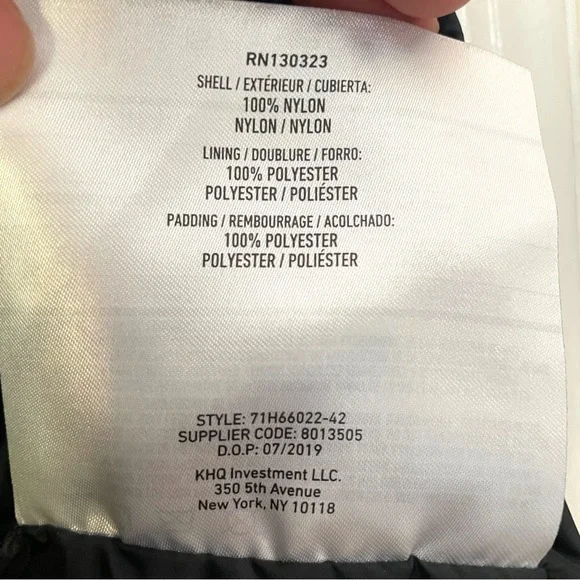 RN130323
SHELL / EXTÉRIEUR / CUBIERTA:
100% NYLON
NYLON / NYLON
LINING / DOUBLURE / FORRO:
100% POLYESTER
POLYESTER / POLIÉSTER
PADDING / REMBOURRAGE / ACOLCHADO:
100% POLYESTER
POLYESTER / POLIÉSTER
STYLE: 71H66022-42
SUPPLIER CODE: 8013505
D.O.P: 07/2019
KHQ Investment LLC.
350 5th Avenue
New York, NY 10118